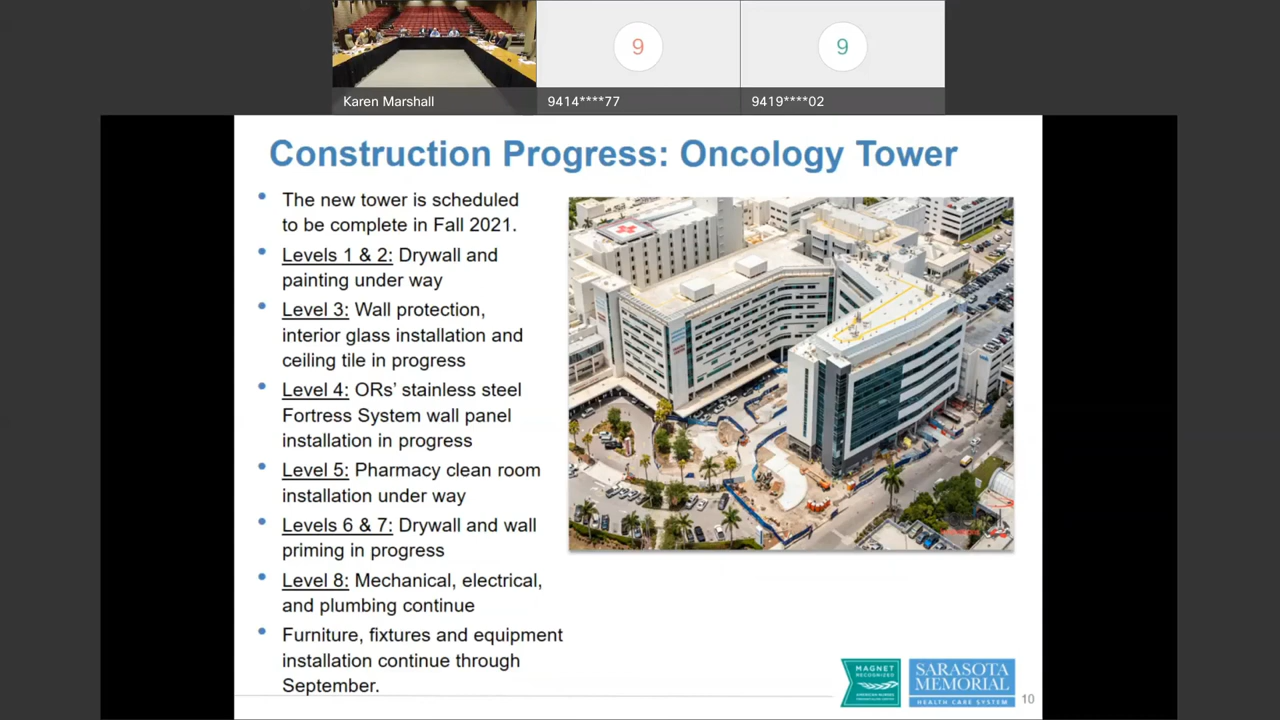 9
9
Karen Marshall
9414****77
9419****02
Construction Progress: Oncology Tower
• The new tower is scheduled
to be complete in Fall 2021.
• Levels 1 & 2: Drywall and
painting under way
• Level 3: Wall protection,
interior glass installation and
ceiling tile in progress
• Level 4: ORs’ stainless steel
Fortress System wall panel
installation in progress
• Level 5: Pharmacy clean room
installation under way
• Levels 6 & 7: Drywall and wall
priming in progress
• Level 8: Mechanical, electrical,
and plumbing continue
• Furniture, fixtures and equipment
installation continue through
September.
MAGNET
RECOGNIZED
AMERICAN NURSES
CREDENTIALING CENTER
SARASOTA
MEMORIAL
HEALTH CARE SYSTEM
10